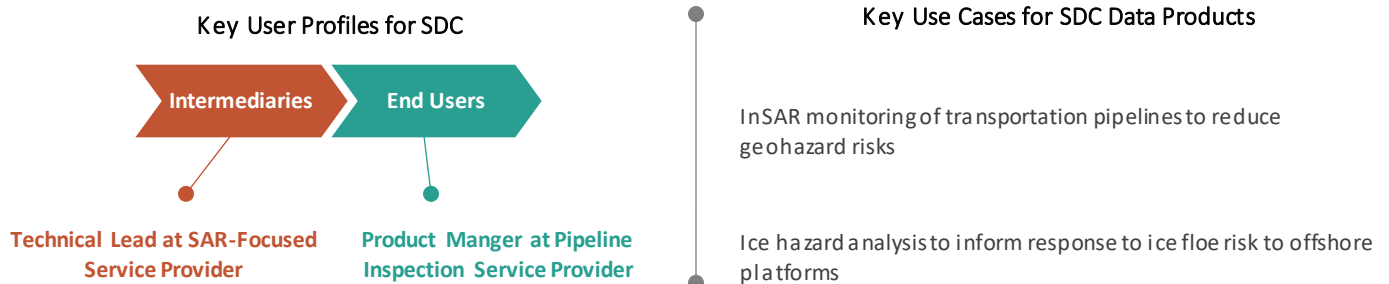 Key User Profiles for SDC
Intermediaries
End Users
Technical Lead at SAR-Focused
Service Provider
Product Manger at Pipeline
Inspection Service Provider
Key Use Cases for SDC Data Products
InSAR monitoring of transportation pipelines to reduce
geohazard risks
Ice hazard analysis to inform response to ice floe risk to offshore
platforms